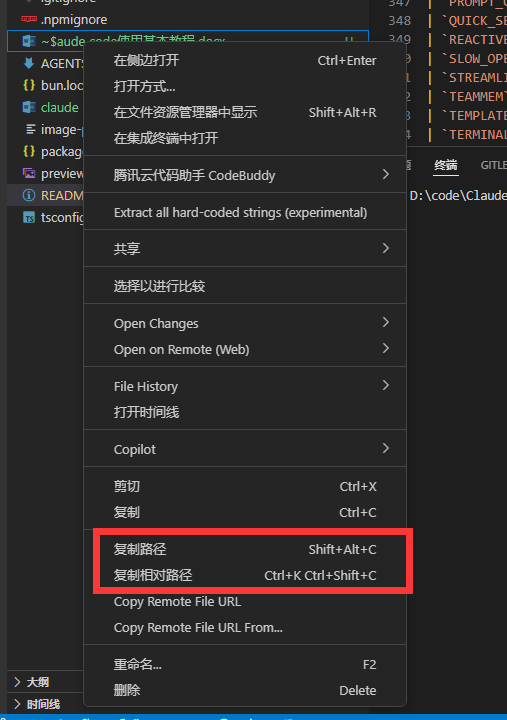 .npmignore
~$aude code使用基本教程.docx
U
AGENTS
{} bun.loc
claude
image-p
{} package
preview
README
TS tsconfig
347
348 | `QUICK_SE
349 | `REACTIVE
| `SLOW_OPE
| `STREAMLI
| `TEAMMEM`
| `TEMPLATE
| `TERMINAL
终端 GITLE
D:\code\Claude
在侧边打开 Ctrl+Enter
打开方式...
在文件资源管理器中显示 Shift+Alt+R
在集成终端中打开
腾讯云代码助手 CodeBuddy
Extract all hard-coded strings (experimental)
共享
选择以进行比较
Open Changes
Open on Remote (Web)
File History
打开时间线
Copilot
剪切 Ctrl+X
复制 Ctrl+C
复制路径 Shift+Alt+C
复制相对路径 Ctrl+K Ctrl+Shift+C
Copy Remote File URL
Copy Remote File URL From...
重命名... F2
删除 Delete
大纲
时间线